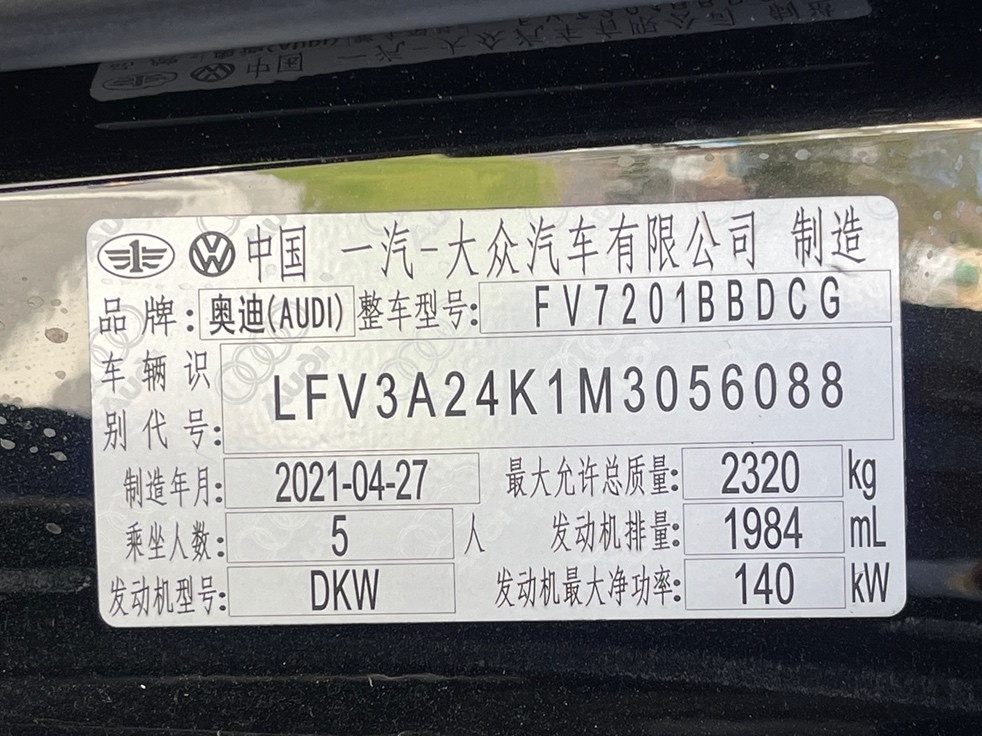 中国 一汽-大众汽车有限公司 制造
品牌: 奥迪(AUDI) 整车型号: FV7201BBDCG
车辆识别代号: LFV3A24K1M3056088
制造年月: 2021-04-27 最大允许总质量: 2320 kg
乘坐人数: 5 人 发动机排量: 1984 mL
发动机型号: DKW 发动机最大净功率: 140 kW